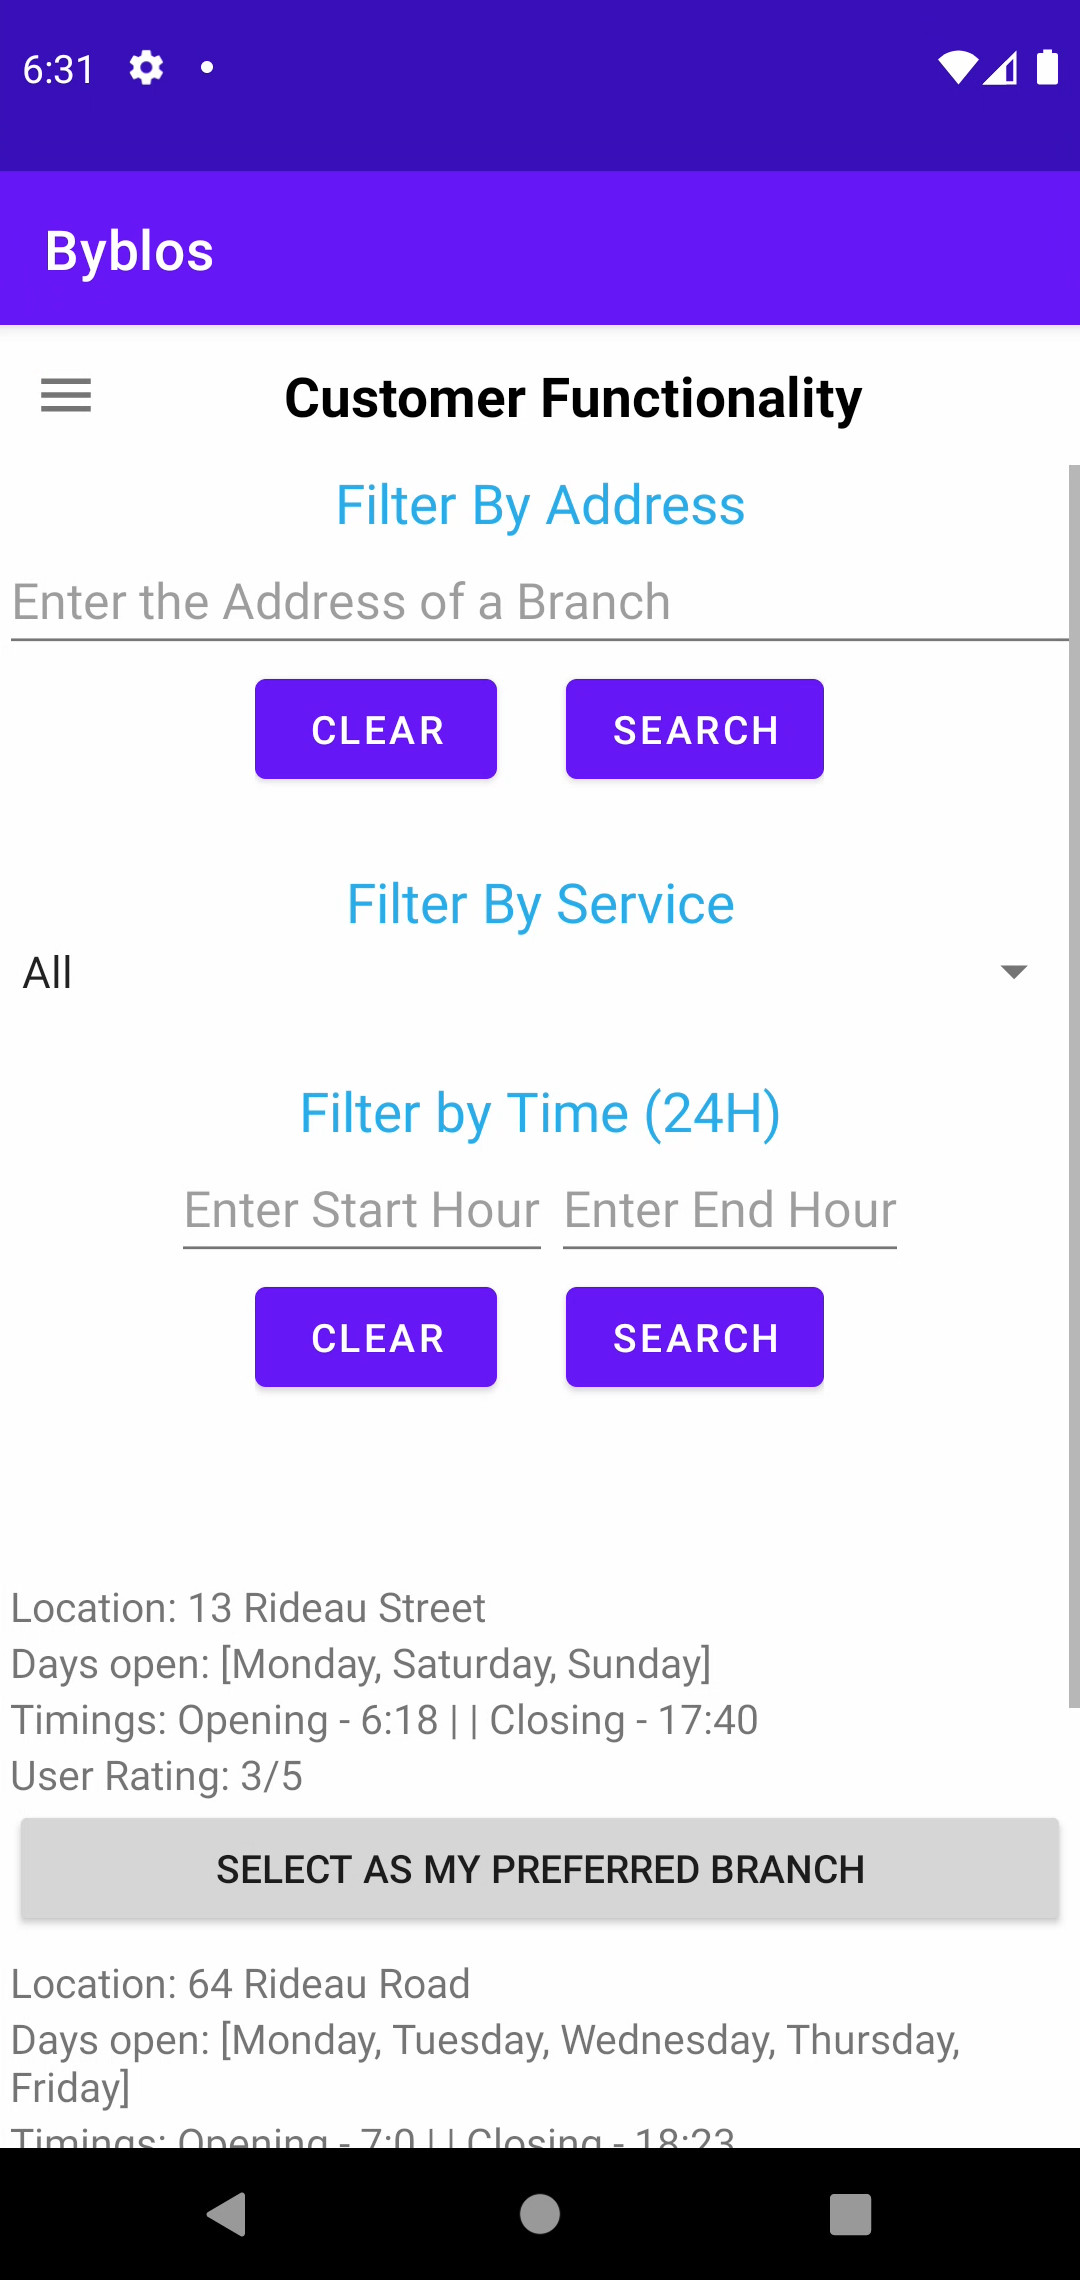 6:31
Byblos
Customer Functionality
Filter By Address
Enter the Address of a Branch
CLEAR SEARCH
Filter By Service
All
Filter by Time (24H)
Enter Start Hour Enter End Hour
CLEAR SEARCH
Location: 13 Rideau Street
Days open: [Monday, Saturday, Sunday]
Timings: Opening - 6:18 | | Closing - 17:40
User Rating: 3/5
SELECT AS MY PREFERRED BRANCH
Location: 64 Rideau Road
Days open: [Monday, Tuesday, Wednesday, Thursday,
Friday]
Timings: Opening - 7:0 | | Closing - 18:23